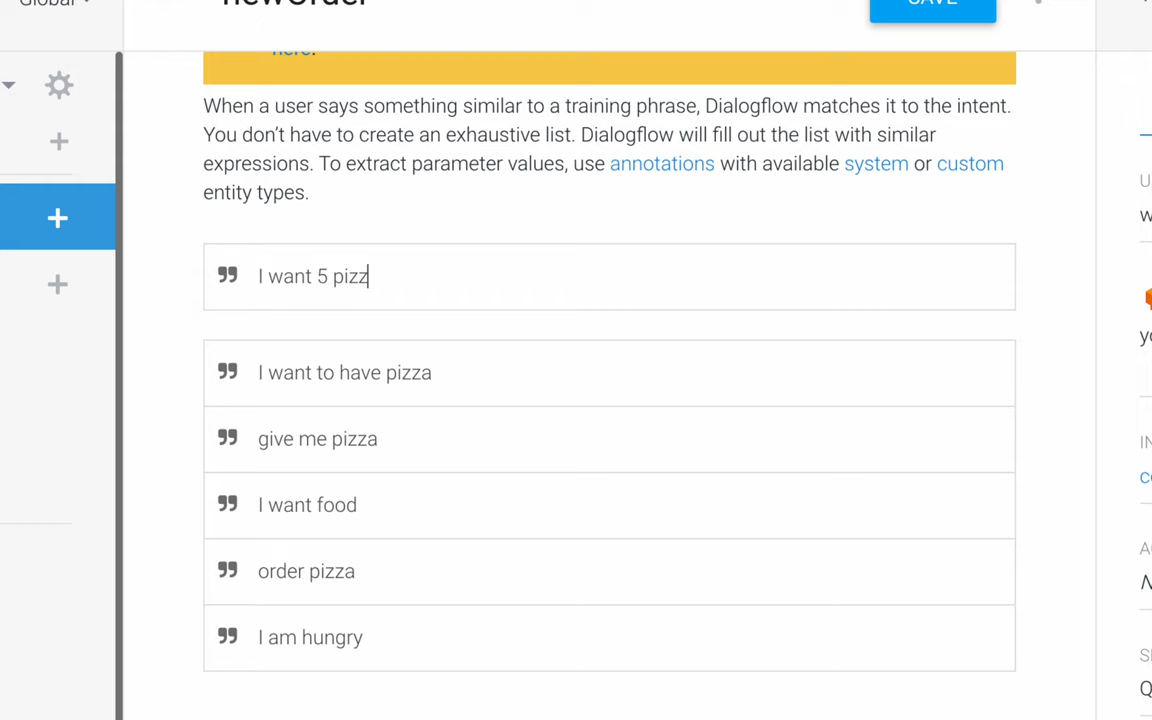 Global
newOrder
SAVE
here.
When a user says something similar to a training phrase, Dialogflow matches it to the intent.
You don't have to create an exhaustive list. Dialogflow will fill out the list with similar
expressions. To extract parameter values, use annotations with available system or custom
entity types.
I want 5 pizz
I want to have pizza
give me pizza
I want food
order pizza
I am hungry